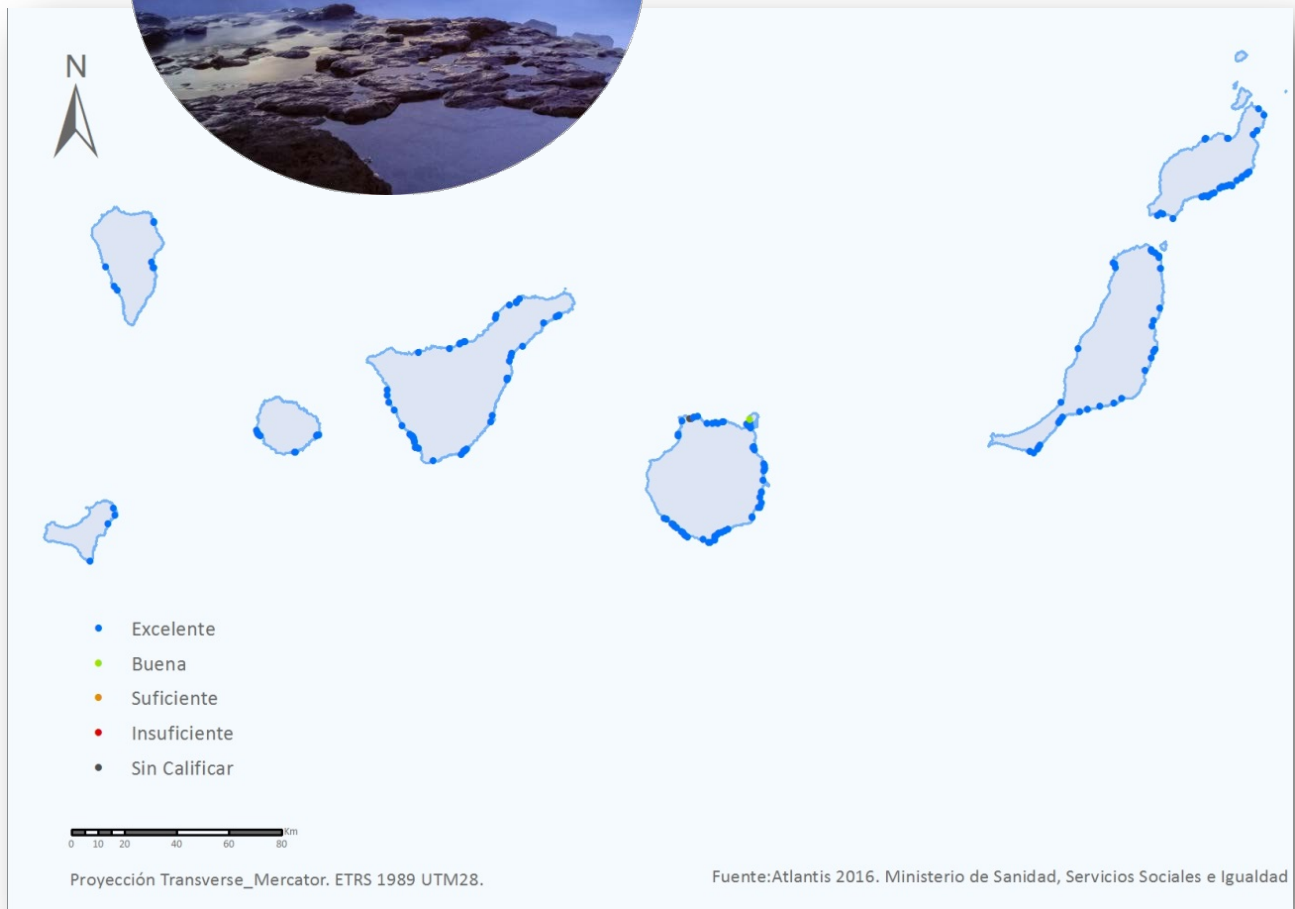 N
Excelente
Buena
Suficiente
Insuficiente
Sin Calificar
Km
0 10 20 40 60 80
Proyección Transverse_Mercator. ETRS 1989 UTM28.
Fuente:Atlantis 2016. Ministerio de Sanidad, Servicios Sociales e Igualdad